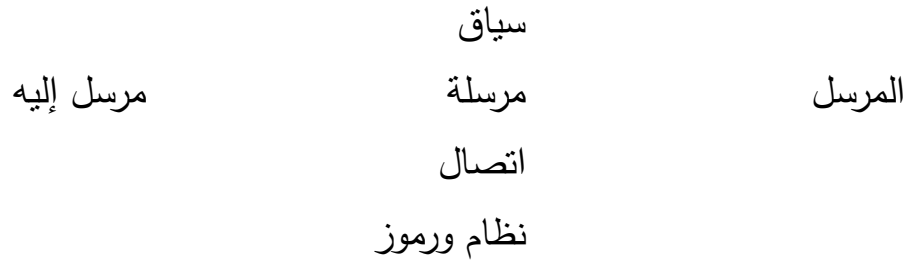 سياق
المرسل مرسلة مرسل إليه
اتصال
نظام ورموز